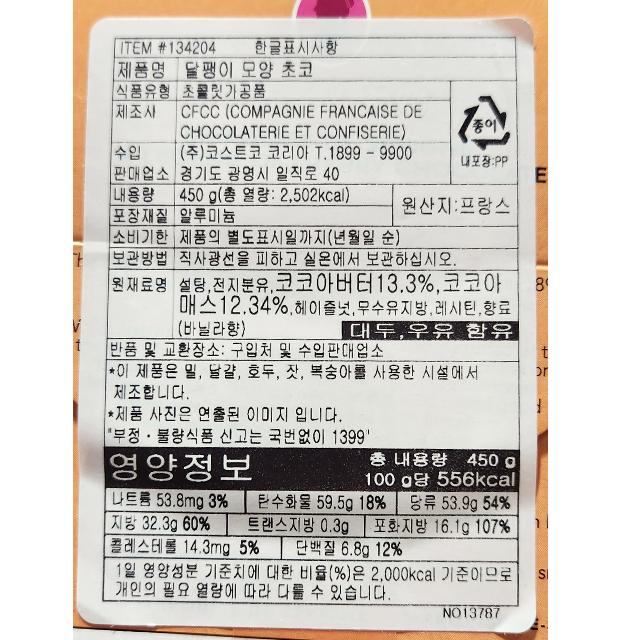 ITEM #134204 한글표시사항
제품명 달팽이 모양 초코
식품유형 초콜릿가공품
제조사 CFCC (COMPAGNIE FRANCAISE DE
CHOCOLATERIE ET CONFISERIE)
종이
내포장:PP
수입 (주)코스트코 코리아 T.1899 - 9900
판매업소 경기도 광명시 일직로 40
내용량 450 g(총 열량: 2,502kcal)
원산지:프랑스
포장재질 알루미늄
소비기한 제품의 별도표시일까지(년월일 순)
보관방법 직사광선을 피하고 실온에서 보관하십시오.
원재료명 설탕,전지분유,코코아버터13.3%,코코아
매스12.34%,헤이즐넛,무수유지방,레시틴,향료
(바닐라향) 대두,우유 함유
반품 및 교환장소: 구입처 및 수입판매업소
*이 제품은 밀, 달걀, 호두, 잣, 복숭아를 사용한 시설에서
제조합니다.
*제품 사진은 연출된 이미지 입니다.
"부정·불량식품 신고는 국번없이 1399"
영양정보 총 내용량 450 g
100 g당 556kcal
나트륨 53.8mg 3% 탄수화물 59.5g 18% 당류 53.9g 54%
지방 32.3g 60% 트랜스지방 0.3g 포화지방 16.1g 107%
콜레스테롤 14.3mg 5% 단백질 6.8g 12%
1일 영양성분 기준치에 대한 비율(%)은 2,000kcal 기준이므로
개인의 필요 열량에 따라 다를 수 있습니다.
NO13787